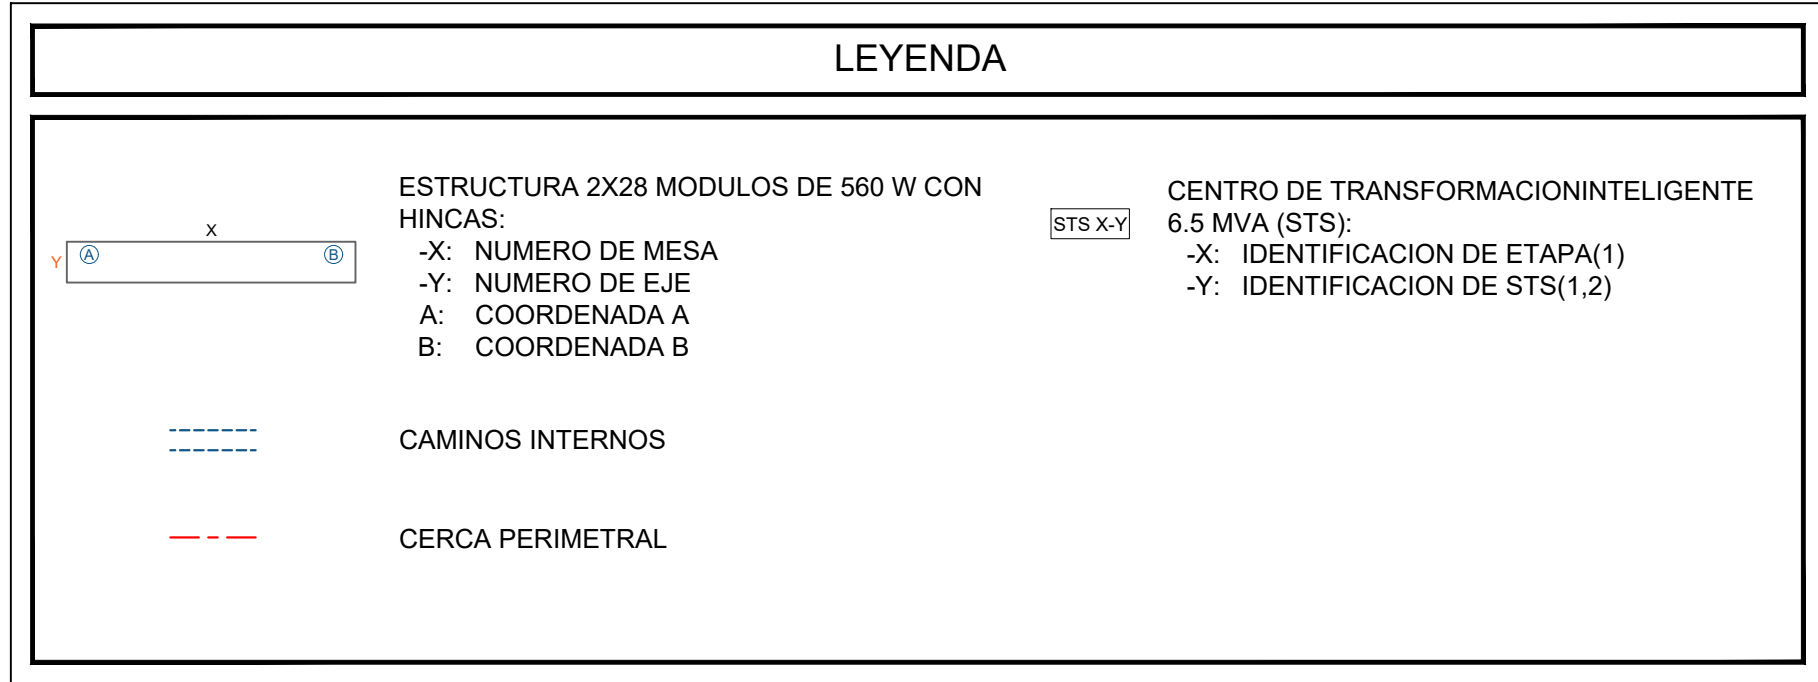 LEYENDA
X
Y
A
B
ESTRUCTURA 2X28 MODULOS DE 560 W CON
HINCAS:
-X: NUMERO DE MESA
-Y: NUMERO DE EJE
A: COORDENADA A
B: COORDENADA B
CAMINOS INTERNOS
CERCA PERIMETRAL
STS X-Y
CENTRO DE TRANSFORMACIONINTELIGENTE
6.5 MVA (STS):
-X: IDENTIFICACION DE ETAPA(1)
-Y: IDENTIFICACION DE STS(1,2)